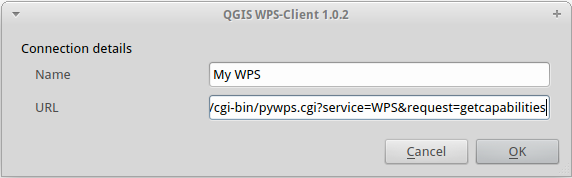 QGIS WPS-Client 1.0.2
Connection details
Name My WPS
URL /cgi-bin/pywps.cgi?service=WPS&request=getcapabilities
Cancel OK